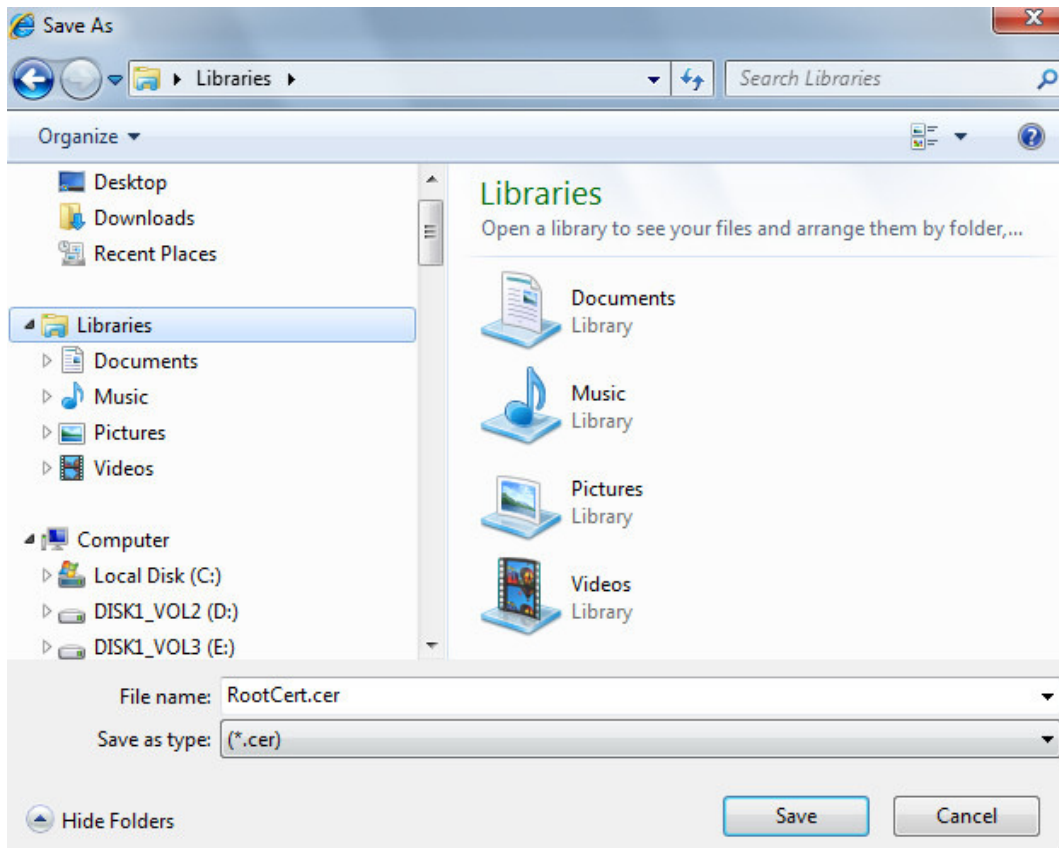 Save As
Libraries
Search Libraries
Organize
Desktop
Downloads
Recent Places
Libraries
Documents
Music
Pictures
Videos
Computer
Local Disk (C:)
DISK1_VOL2 (D:)
DISK1_VOL3 (E:)
Libraries
Open a library to see your files and arrange them by folder,...
Documents
Library
Music
Library
Pictures
Library
Videos
Library
File name: RootCert.cer
Save as type: (*.cer)
Hide Folders
Save
Cancel